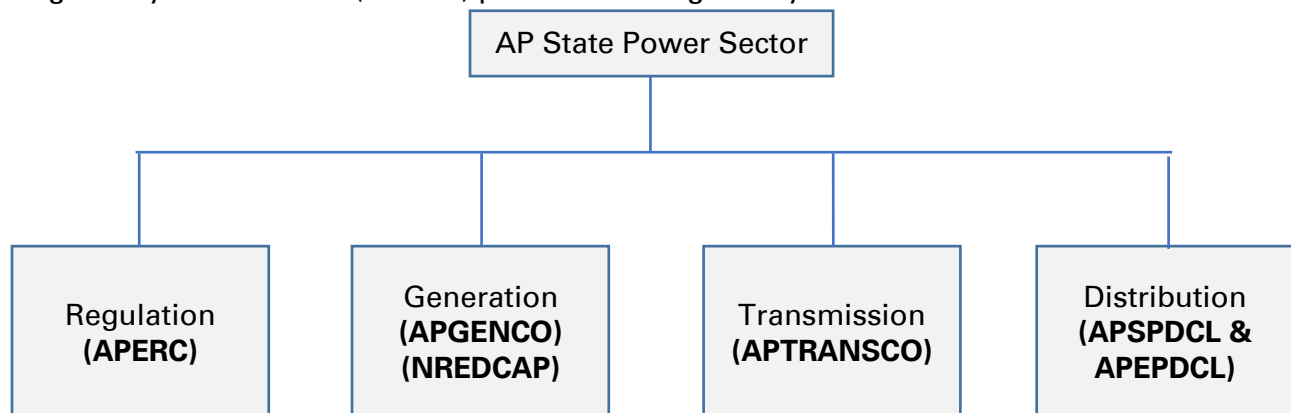 AP State Power Sector
Regulation
(APERC)
Generation
(APGENCO)
(NREDCAP)
Transmission
(APTRANSCO)
Distribution
(APSPDCL &
APEPDCL)